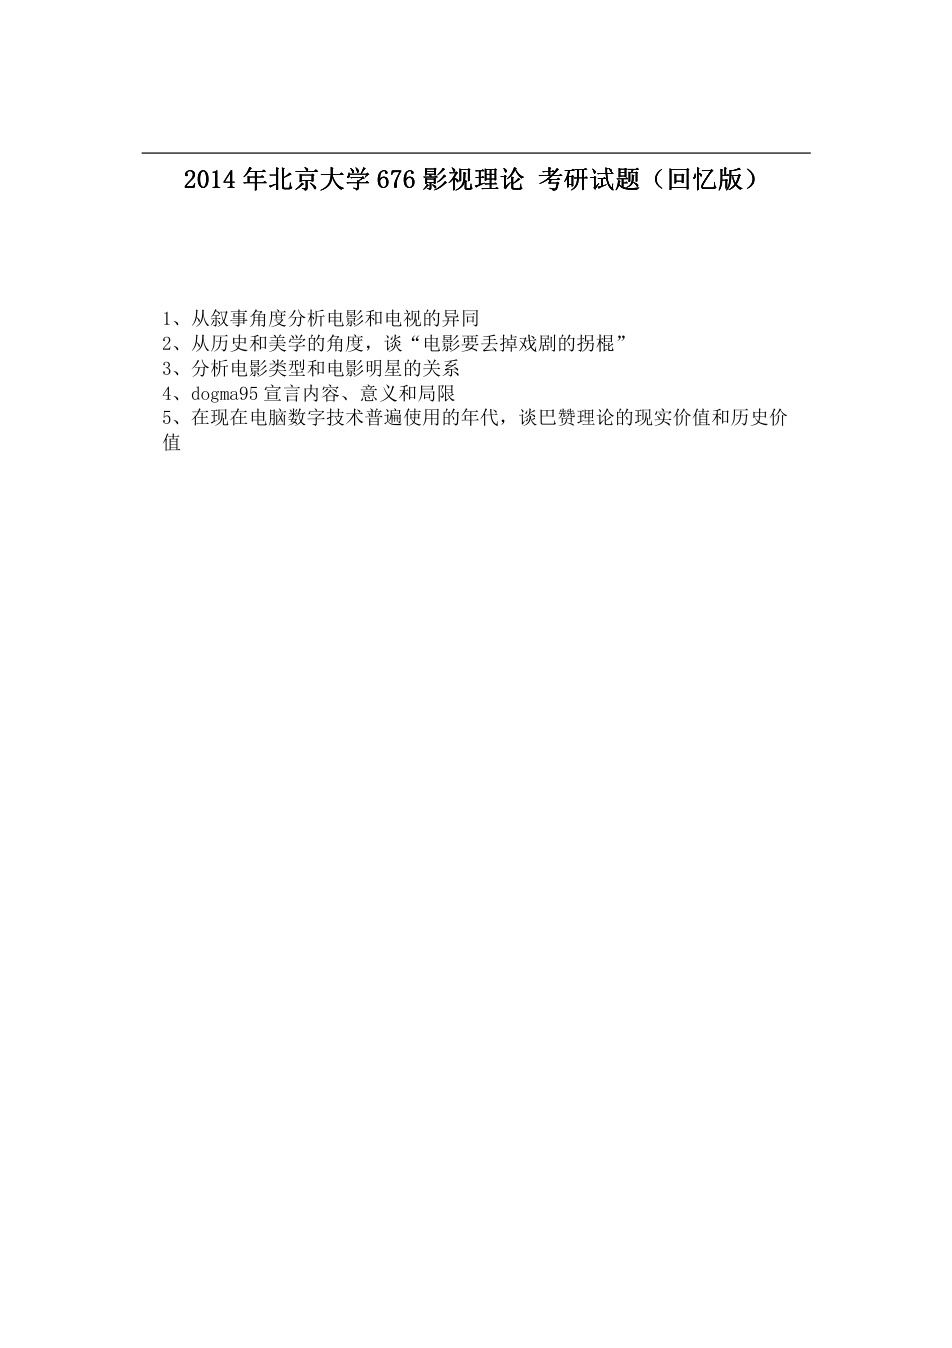 2014年北京大学676影视理论 考研试题（回忆版）
1、从叙事角度分析电影和电视的异同
2、从历史和美学的角度，谈“电影要丢掉戏剧的拐棍”
3、分析电影类型和电影明星的关系
4、dogma95宣言内容、意义和局限
5、在现在电脑数字技术普遍使用的年代，谈巴赞理论的现实价值和历史价
值